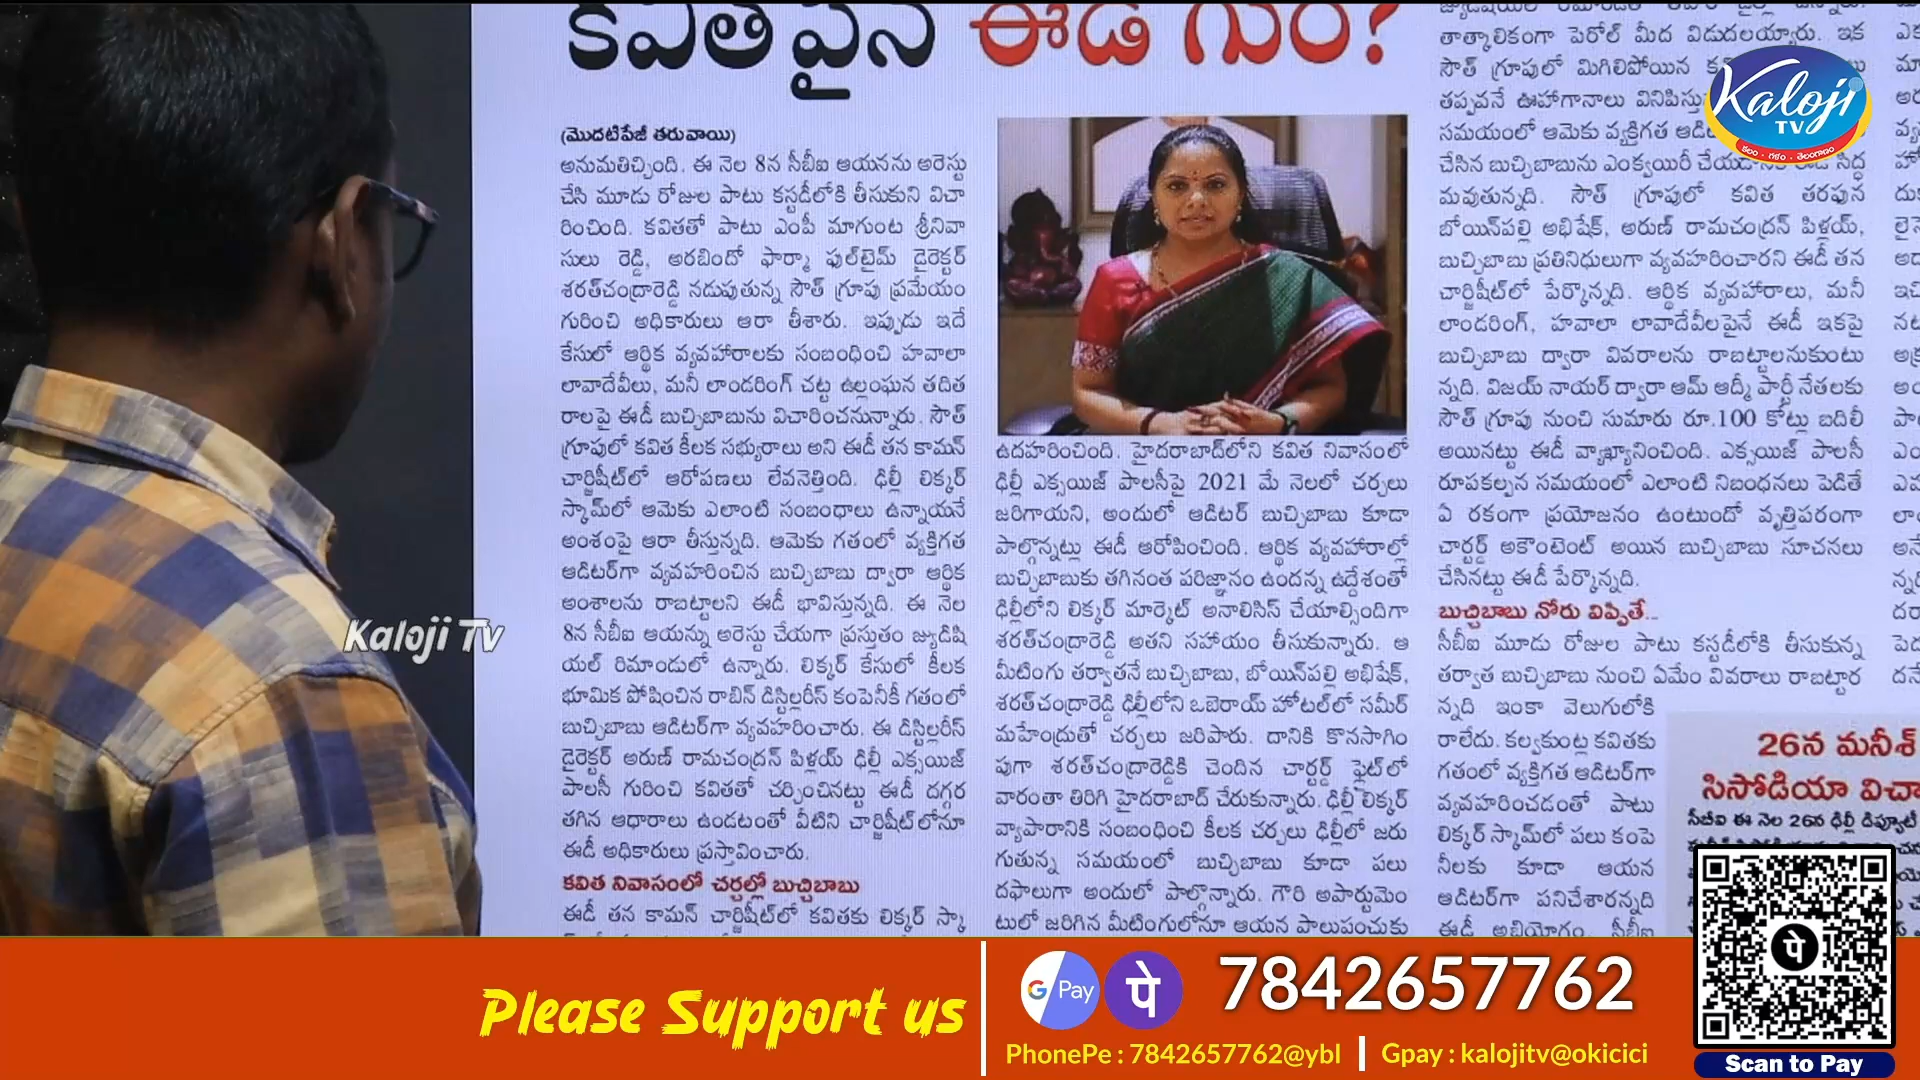 కవితపైన ఈడీ గురి?
(మొదటిపేజీ తరువాయి)
అనుమతిచ్చింది. ఈ నెల 8న సీబీఐ ఆయనను అరెస్టు
చేసి మూడు రోజుల పాటు కస్టడీలోకి తీసుకుని విచా
రించింది. కవితతో పాటు ఎంపీ మాగుంట శ్రీనివా
సులు రెడ్డి, అరబిందో ఫార్మా ఫుల్‌టైమ్ డైరెక్టర్
శరత్‌చంద్రారెడ్డి నడుపుతున్న సౌత్ గ్రూపు ప్రమేయం
గురించి అధికారులు ఆరా తీశారు. ఇప్పుడు ఇదే
కేసులో ఆర్థిక వ్యవహారాలకు సంబంధించి హవాలా
లావాదేవీలు, మనీ లాండరింగ్ చట్ట ఉల్లంఘన తదిత
రాలపై ఈడీ బుచ్చిబాబును విచారించనున్నారు. సౌత్
గ్రూపులో కవిత కీలక సభ్యురాలు అని ఈడీ తన కామన్
చార్జిషీట్‌లో ఆరోపణలు లేవనెత్తింది. ఢిల్లీ లిక్కర్
స్కామ్‌లో ఆమెకు ఎలాంటి సంబంధాలు ఉన్నాయనే
అంశంపై ఆరా తీస్తున్నది. ఆమెకు గతంలో వ్యక్తిగత
ఆడిటర్‌గా వ్యవహరించిన బుచ్చిబాబు ద్వారా ఆర్థిక
అంశాలను రాబట్టాలని ఈడీ భావిస్తున్నది. ఈ నెల
8న సీబీఐ ఆయన్ను అరెస్టు చేయగా ప్రస్తుతం జ్యుడిషి
యల్ రిమాండులో ఉన్నారు. లిక్కర్ కేసులో కీలక
భూమిక పోషించిన రాబిన్ డిస్టిల్లరీస్ కంపెనీకీ గతంలో
బుచ్చిబాబు ఆడిటర్‌గా వ్యవహరించారు. ఈ డిస్టిల్లరీస్
డైరెక్టర్ అరుణ్ రామచంద్రన్ పిళ్లయ్ ఢిల్లీ ఎక్సయిజ్
పాలసీ గురించి కవితతో చర్చించినట్టు ఈడీ దగ్గర
తగిన ఆధారాలు ఉండటంతో వీటిని చార్జిషీట్‌లోనూ
ఈడీ అధికారులు ప్రస్తావించారు.
కవిత నివాసంలో చర్చల్లో బుచ్చిబాబు
ఈడీ తన కామన్ చార్జిషీట్‌లో కవితకు లిక్కర్ స్కా
ఉదహరించింది. హైదరాబాద్‌లోని కవిత నివాసంలో
ఢిల్లీ ఎక్సయిజ్ పాలసీపై 2021 మే నెలలో చర్చలు
జరిగాయని, అందులో ఆడిటర్ బుచ్చిబాబు కూడా
పాల్గొన్నట్లు ఈడీ ఆరోపించింది. ఆర్థిక వ్యవహారాల్లో
బుచ్చిబాబుకు తగినంత పరిజ్ఞానం ఉందన్న ఉద్దేశంతో
ఢిల్లీలోని లిక్కర్ మార్కెట్ అనాలిసిస్ చేయాల్సిందిగా
శరత్‌చంద్రారెడ్డి అతని సహాయం తీసుకున్నారు. ఆ
మీటింగు తర్వాతనే బుచ్చిబాబు, బోయిన్‌పల్లి అభిషేక్,
శరత్‌చంద్రారెడ్డి ఢిల్లీలోని ఒబెరాయ్ హోటల్‌లో సమీర్
మహేంద్రుతో చర్చలు జరిపారు. దానికి కొనసాగిం
పుగా శరత్‌చంద్రారెడ్డికి చెందిన చార్టర్డ్ ఫ్లైట్‌లో
వారంతా తిరిగి హైదరాబాద్ చేరుకున్నారు. ఢిల్లీ లిక్కర్
వ్యాపారానికి సంబంధించి కీలక చర్చలు ఢిల్లీలో జరు
గుతున్న సమయంలో బుచ్చిబాబు కూడా పలు
దఫాలుగా అందులో పాల్గొన్నారు. గౌరి అపార్టుమెం
టులో జరిగిన మీటింగులోనూ ఆయన పాలుపంచుకు
తాత్కాలికంగా పెరోల్ మీద విడుదలయ్యారు. ఇక
సౌత్ గ్రూపులో మిగిలిపోయిన
తప్పవనే ఊహాగానాలు
సమయంలో ఆమెకు వ్యక్తిగత
చేసిన బుచ్చిబాబును ఎంక్వయిరీ సిద్ధ
మవుతున్నది. సౌత్ గ్రూపులో కవిత తరఫున
బోయిన్‌పల్లి అభిషేక్, అరుణ్ రామచంద్రన్ పిళ్లయ్,
బుచ్చిబాబు ప్రతినిధులుగా వ్యవహరించారని ఈడీ తన
చార్జిషీట్‌లో పేర్కొన్నది. ఆర్థిక వ్యవహారాలు, మనీ
లాండరింగ్, హవాలా లావాదేవీలపైనే ఈడీ ఇకపై
బుచ్చిబాబు ద్వారా వివరాలను రాబట్టాలనుకుంటు
న్నది. విజయ్ నాయర్ ద్వారా ఆమ్ ఆద్మీ పార్టీ నేతలకు
సౌత్ గ్రూపు నుంచి సుమారు రూ.100 కోట్లు బదిలీ
అయినట్టు ఈడీ వ్యాఖ్యానించింది. ఎక్సయిజ్ పాలసీ
రూపకల్పన సమయంలో ఎలాంటి నిబంధనలు పెడితే
ఏ రకంగా ప్రయోజనం ఉంటుందో వృత్తిపరంగా
చార్టర్డ్ అకౌంటెంట్ అయిన బుచ్చిబాబు సూచనలు
చేసినట్టు ఈడీ పేర్కొన్నది.
బుచ్చిబాబు నోరు విప్పితే..
సీబీఐ మూడు రోజుల పాటు కస్టడీలోకి తీసుకున్న
తర్వాత బుచ్చిబాబు నుంచి ఏమేం వివరాలు రాబట్టార
న్నది ఇంకా వెలుగులోకి
రాలేదు. కల్వకుంట్ల కవితకు
గతంలో వ్యక్తిగత ఆడిటర్‌గా
వ్యవహరించడంతో పాటు
లిక్కర్ స్కామ్‌లో పలు కంపె
నీలకు కూడా ఆయన
ఆడిటర్‌గా పనిచేశారన్నది
ఈడీ అభియోగం. సీబీఐ
26న మనీశ్
సిసోడియా విచా
సీబీఐ ఈ నెల 26న ఢిల్లీ డిప్యూటీ
Kaloji
TV
కలం - గళం - తెలంగాణం
Kaloji Tv
Please Support us
G Pay
पे
7842657762
PhonePe : 7842657762@ybl | Gpay : kalojitv@okicici
Scan to Pay